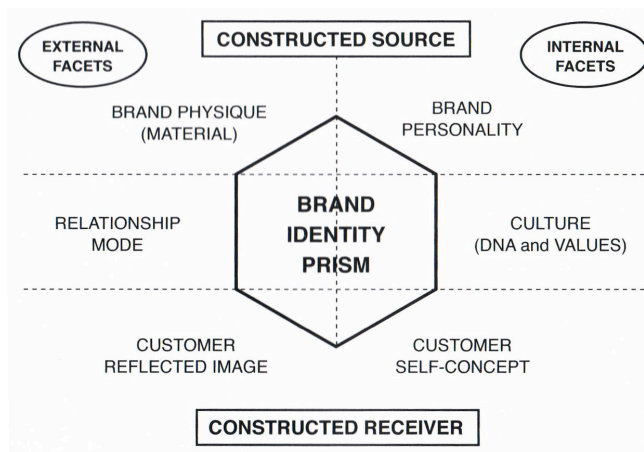 EXTERNAL
FACETS
CONSTRUCTED SOURCE
INTERNAL
FACETS
BRAND PHYSIQUE
(MATERIAL)
BRAND
PERSONALITY
RELATIONSHIP
MODE
BRAND
IDENTITY
PRISM
CULTURE
(DNA and VALUES)
CUSTOMER
REFLECTED IMAGE
CUSTOMER
SELF-CONCEPT
CONSTRUCTED RECEIVER